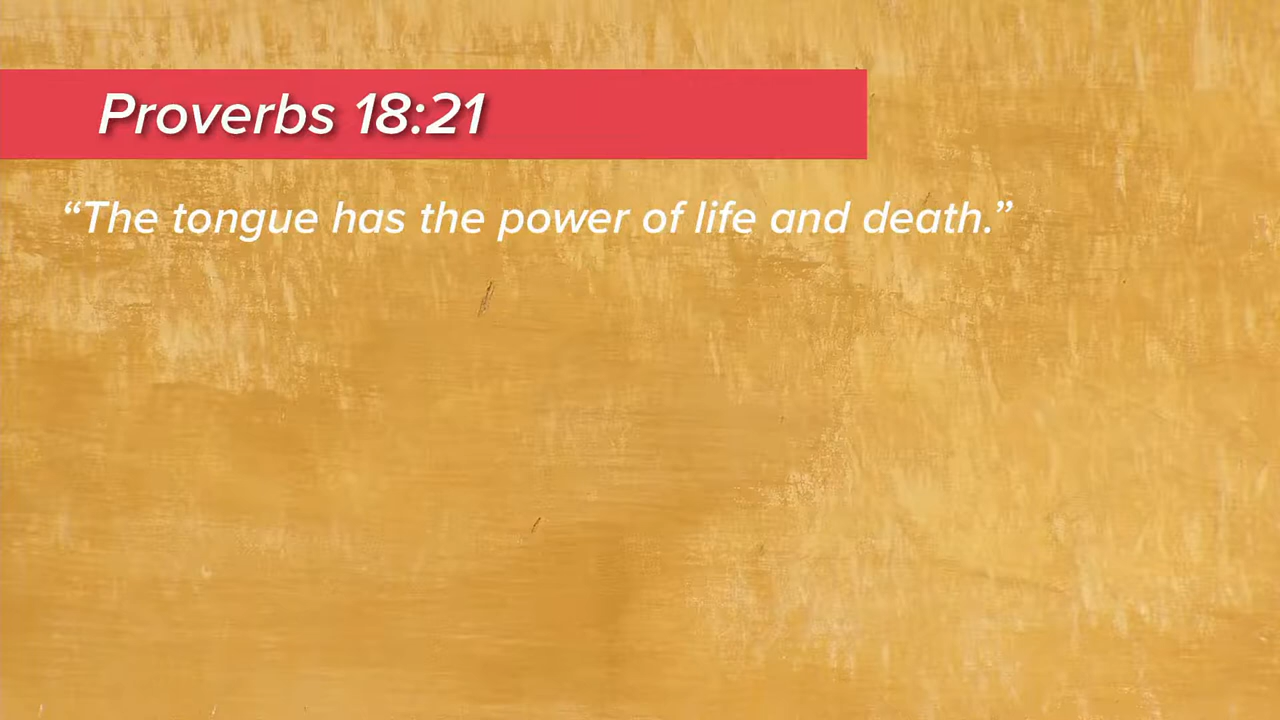 Proverbs 18:21
“The tongue has the power of life and death.”